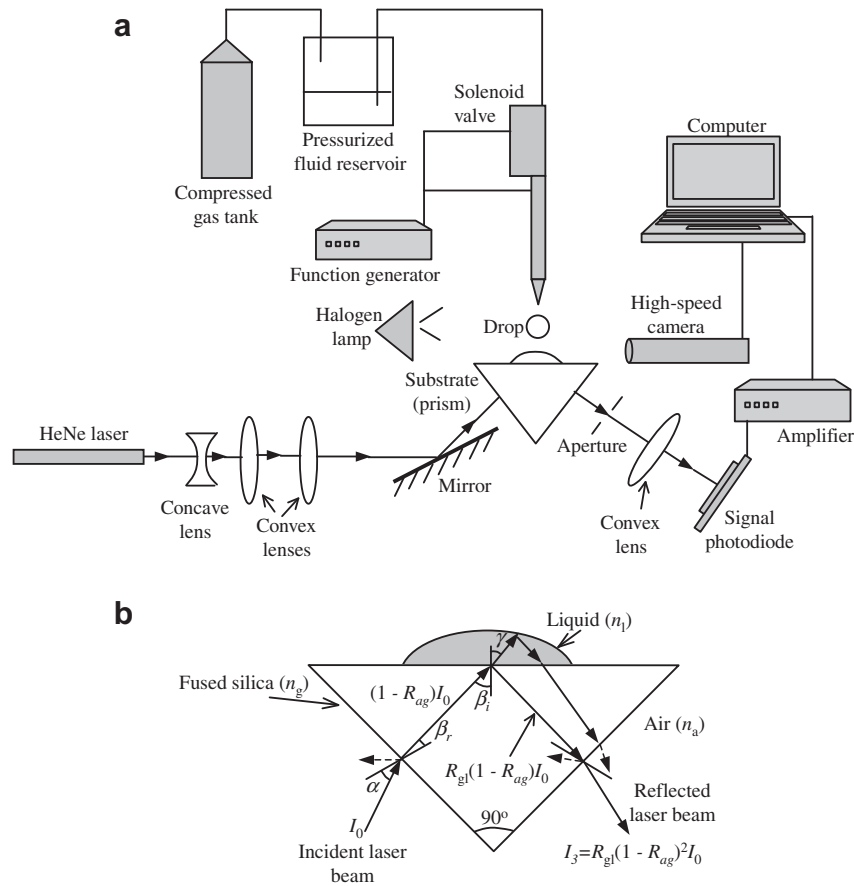 a
Solenoid
valve
Computer
Pressurized
fluid reservoir
Compressed
gas tank
Function generator
High-speed
camera
Halogen
lamp
Drop
Substrate
(prism)
HeNe laser
Aperture
Amplifier
Mirror
Concave
lens
Convex
lenses
Convex
lens
Signal
photodiode
b
Liquid (n_l)
γ
Fused silica (n_g)
(1 - R_ag)I_0
β_i
Air (n_a)
β_r
α
R_gl(1 - R_ag)I_0
Reflected
laser beam
90°
I_0
Incident laser
beam
I_3=R_gl(1 - R_ag)²I_0